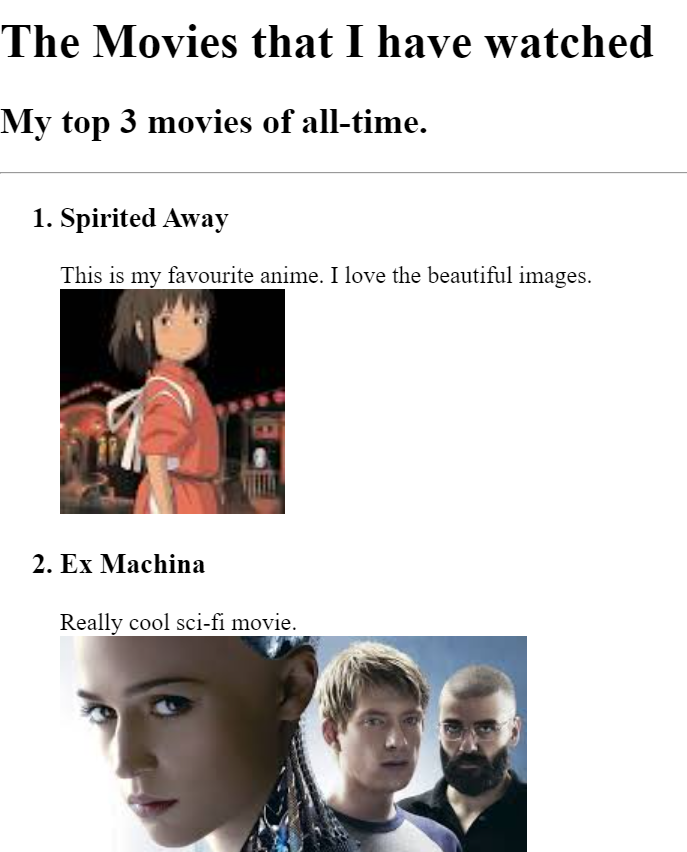 The Movies that I have watched
My top 3 movies of all-time.
1. Spirited Away
This is my favourite anime. I love the beautiful images.
2. Ex Machina
Really cool sci-fi movie.